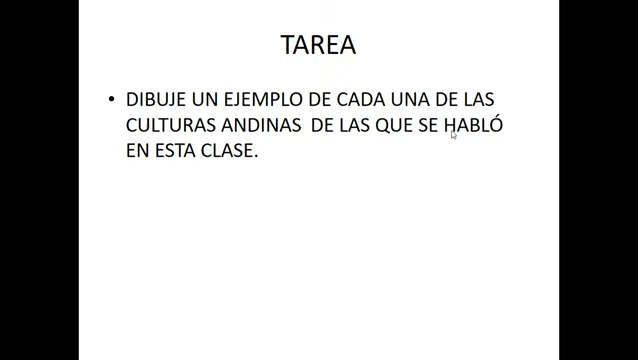 TAREA
• DIBUJE UN EJEMPLO DE CADA UNA DE LAS
CULTURAS ANDINAS DE LAS QUE SE HABLÓ
EN ESTA CLASE.